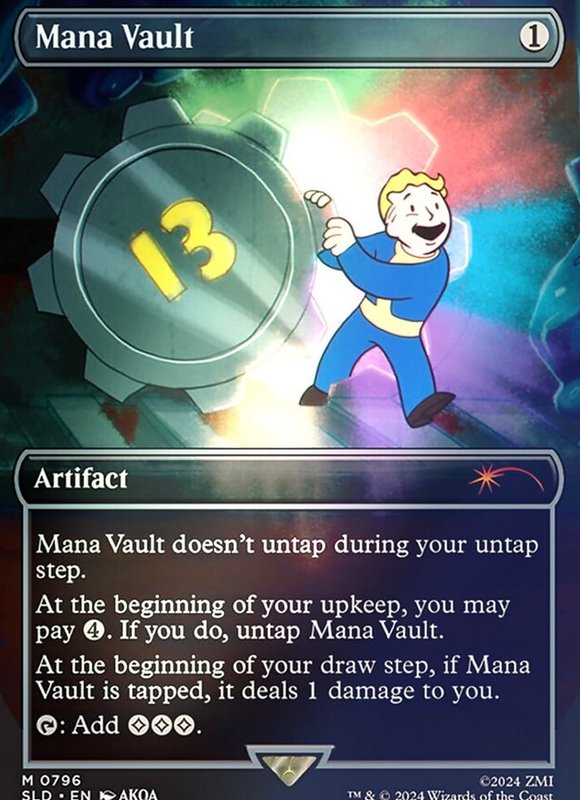 Mana Vault 1
13
Artifact
Mana Vault doesn't untap during your untap
step.
At the beginning of your upkeep, you may
pay 4. If you do, untap Mana Vault.
At the beginning of your draw step, if Mana
Vault is tapped, it deals 1 damage to you.
: Add .
M 0796 ©2024 ZMI
SLD • EN AKQA ™ & © 2024 Wizards of the Coast